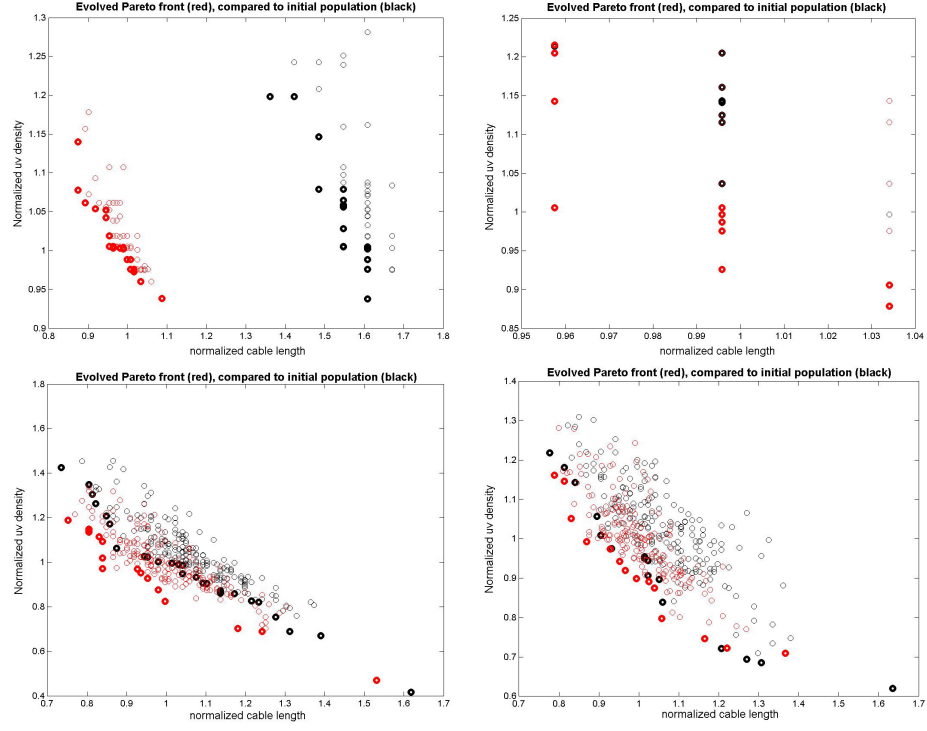 Evolved Pareto front (red), compared to initial population (black)
1.3
1.25
1.2
1.15
1.1
1.05
1
0.95
0.9
Normalized uv density
0.8 0.9 1 1.1 1.2 1.3 1.4 1.5 1.6 1.7 1.8
normalized cable length
Evolved Pareto front (red), compared to initial population (black)
1.25
1.2
1.15
1.1
1.05
1
0.95
0.9
0.85
Normalized uv density
0.95 0.96 0.97 0.98 0.99 1 1.01 1.02 1.03 1.04
normalized cable length
Evolved Pareto front (red), compared to initial population (black)
1.8
1.6
1.4
1.2
1
0.8
0.6
0.4
Normalized uv density
0.7 0.8 0.9 1 1.1 1.2 1.3 1.4 1.5 1.6 1.7
normalized cable length
Evolved Pareto front (red), compared to initial population (black)
1.4
1.3
1.2
1.1
1
0.9
0.8
0.7
0.6
Normalized uv density
0.7 0.8 0.9 1 1.1 1.2 1.3 1.4 1.5 1.6 1.7
normalized cable length